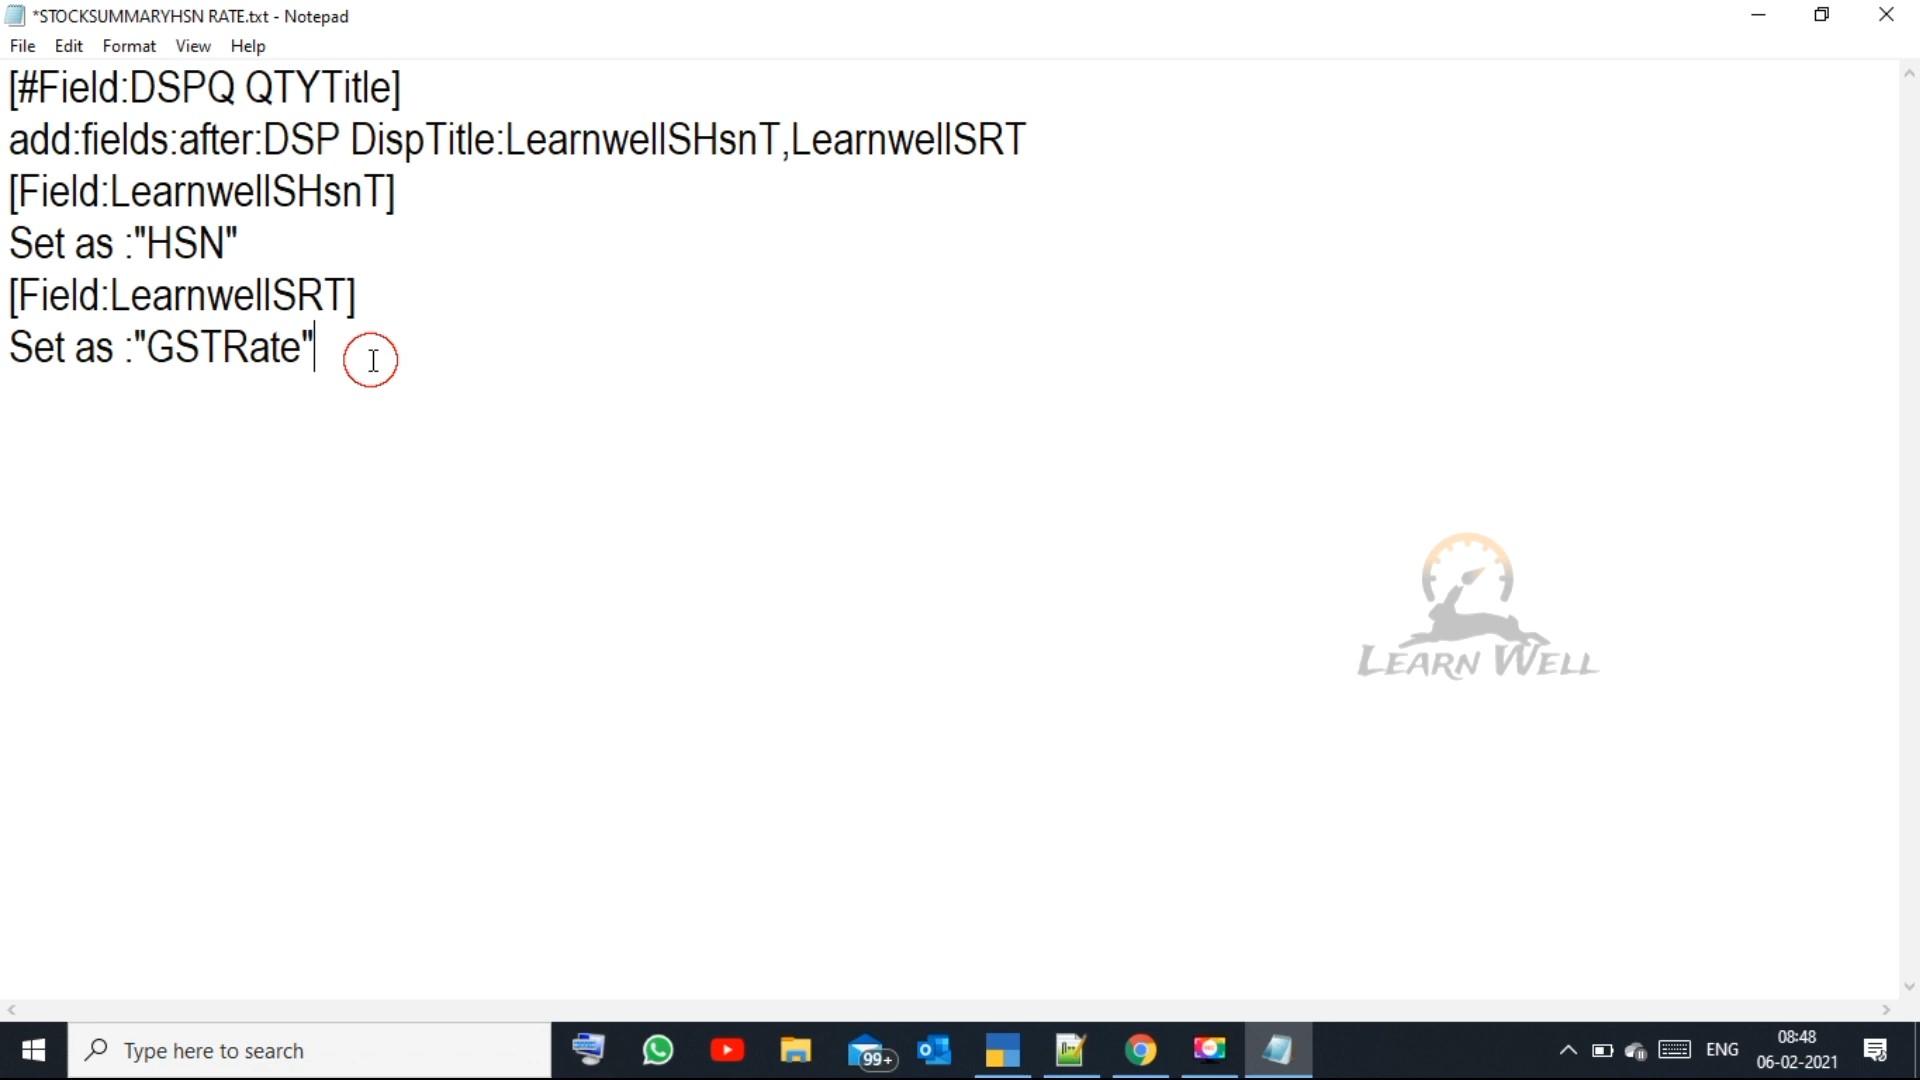 *STOCKSUMMARYHSN RATE.txt - Notepad
File Edit Format View Help
[#Field:DSPQ QTYTitle]
add:fields:after:DSP DispTitle:LearnwellSHsnT,LearnwellSRT
[Field:LearnwellSHsnT]
Set as :"HSN"
[Field:LearnwellSRT]
Set as :"GSTRate"
LEARN WELL
Type here to search
99+
ENG
08:48
06-02-2021